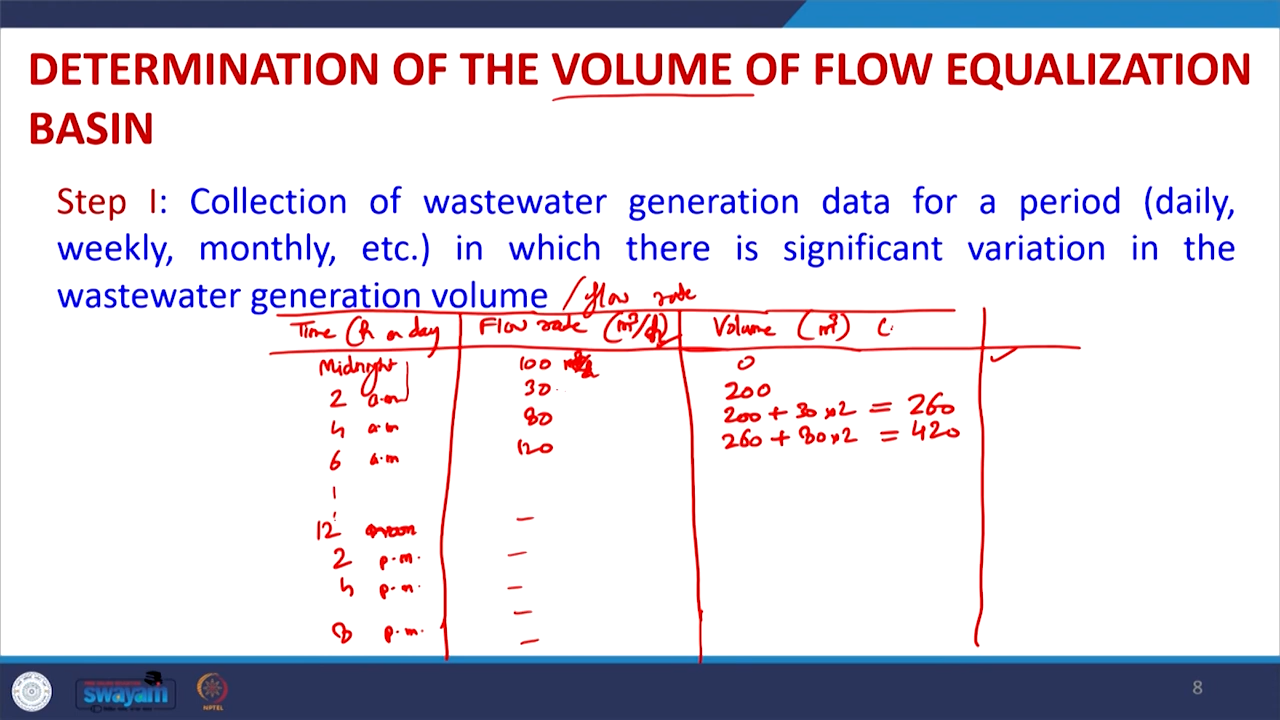 DETERMINATION OF THE VOLUME OF FLOW EQUALIZATION
BASIN
Step I: Collection of wastewater generation data for a period (daily,
weekly, monthly, etc.) in which there is significant variation in the
wastewater generation volume /flow rate
Time (h or day Flow rate (m³/h) Volume (m³) (
Midnight 100 0
2 a.m 30 200
4 a.m 80 200 + 30×2 = 260
6 a.m 120 260 + 80×2 = 420
12 noon –
2 p.m. –
4 p.m. –
–
8 p.m. –
swayam
NPTEL
8